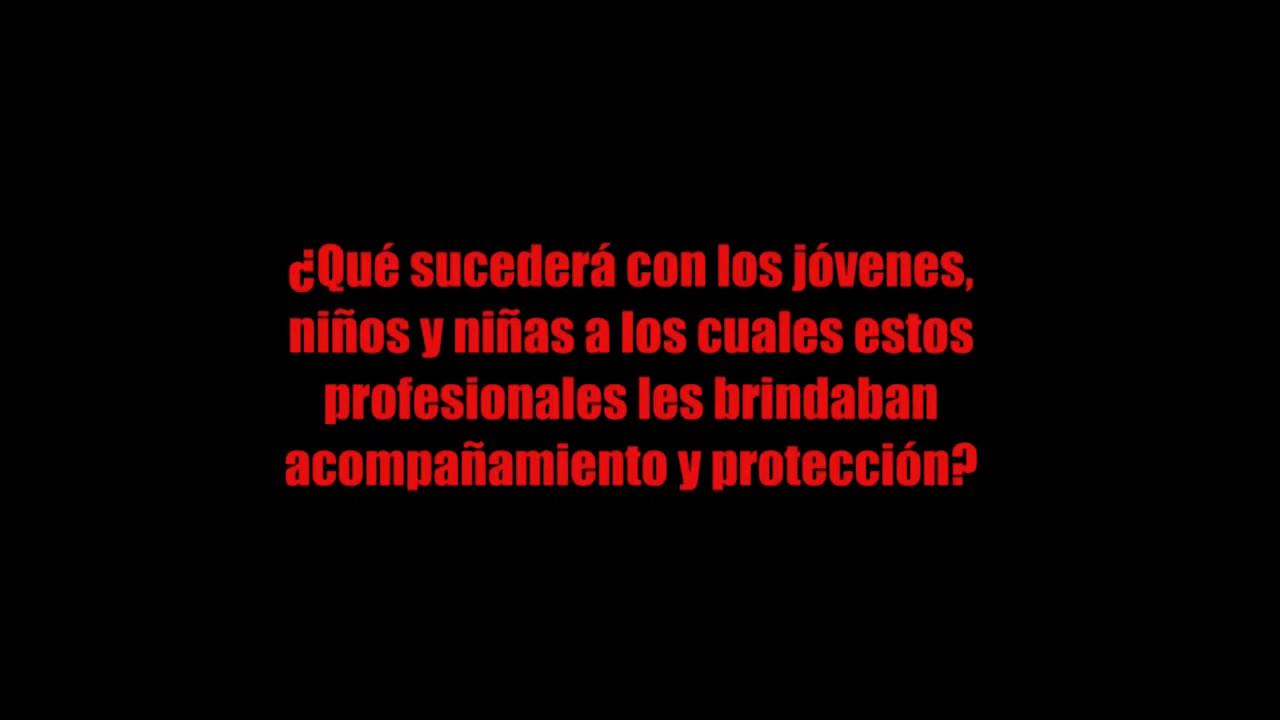 ¿Qué sucederá con los jóvenes,
niños y niñas a los cuales estos
profesionales les brindaban
acompañamiento y protección?